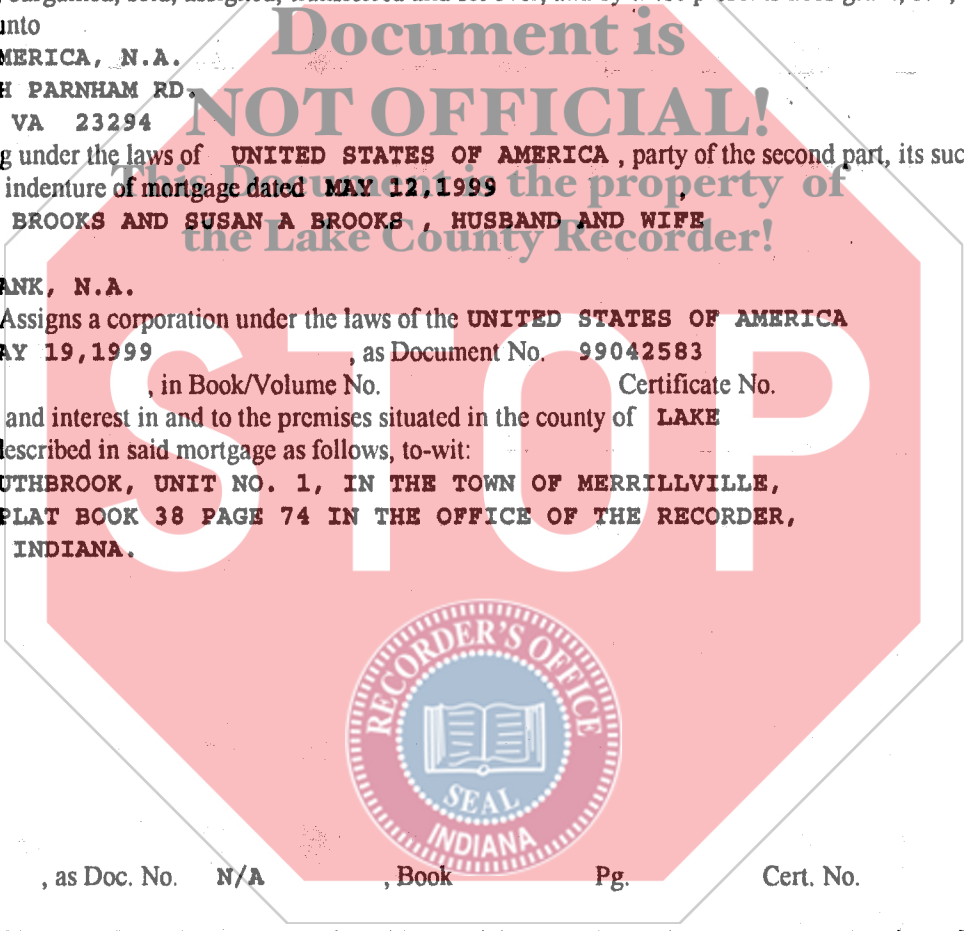 unto
Document is
MERICA, N.A.
H PARNHAM RD.
NOT OFFICIAL!
VA 23294
g under the laws of UNITED STATES OF AMERICA , party of the second part, its suc
This Document is the property of
indenture of mortgage dated MAY 12,1999 ,
BROOKS AND SUSAN A BROOKS , HUSBAND AND WIFE
the Lake County Recorder!
ANK, N.A.
Assigns a corporation under the laws of the UNITED STATES OF AMERICA
AY 19,1999 , as Document No. 99042583
, in Book/Volume No. Certificate No.
and interest in and to the premises situated in the county of LAKE
described in said mortgage as follows, to-wit:
UTHBROOK, UNIT NO. 1, IN THE TOWN OF MERRILLVILLE,
PLAT BOOK 38 PAGE 74 IN THE OFFICE OF THE RECORDER,
INDIANA.
STOP
RECORDER'S OFFICE
SEAL
INDIANA
, as Doc. No. N/A , Book Pg. Cert. No.